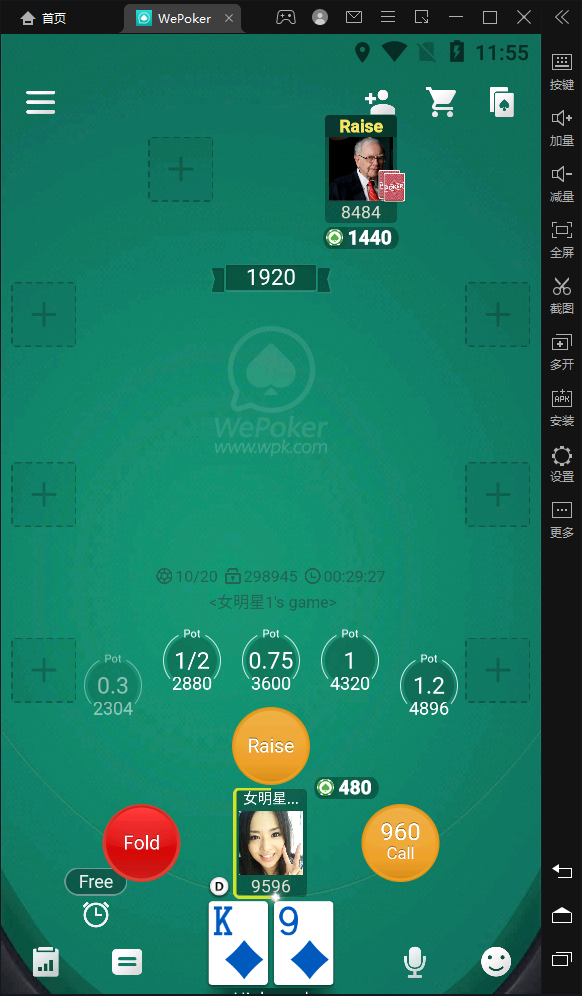 首页
WePoker
11:55
按键
加量
减量
全屏
截图
多开
APK
安装
设置
更多
Raise
8484
1440
1920
WePoker
www.wpk.com
10/20 298945 00:29:27
<女明星1's game>
Pot
0.3
2304
Pot
1/2
2880
Pot
0.75
3600
Pot
1
4320
Pot
1.2
4896
Raise
480
女明星...
9596
Fold
960
Call
Free
D
K
9